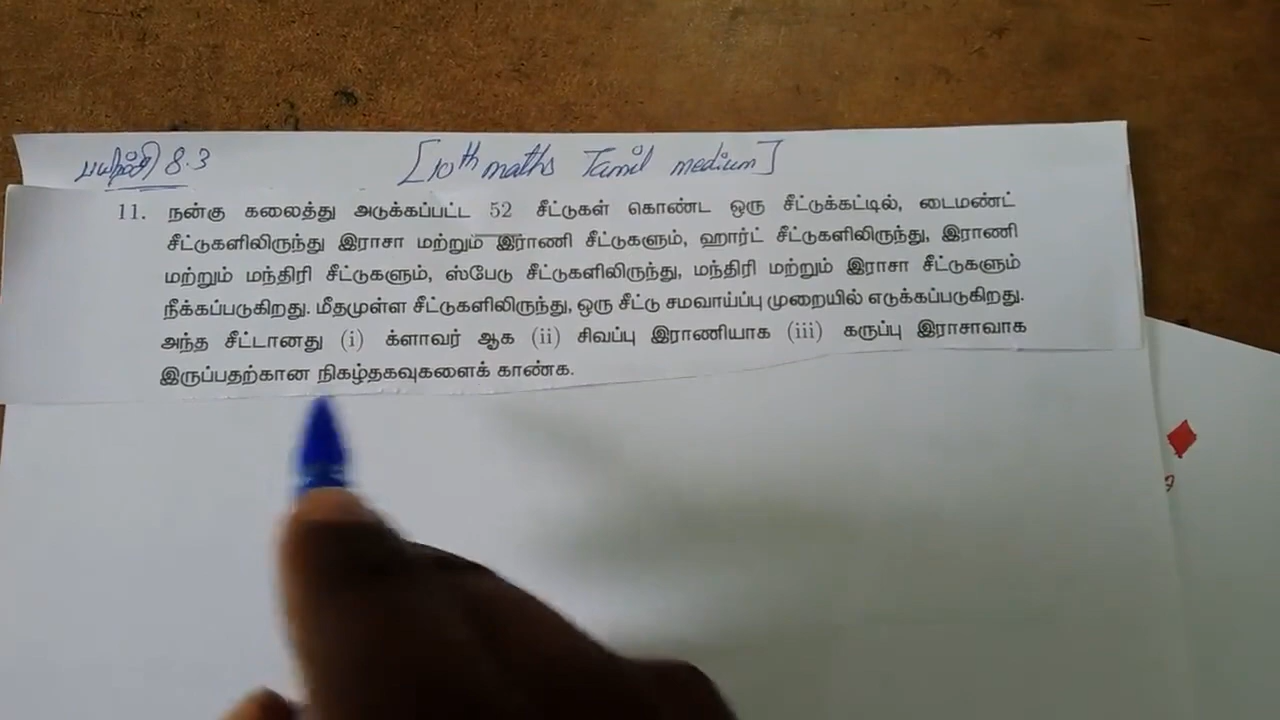 பயிற்சி 8.3 [10th maths Tamil medium]
11. நன்கு கலைத்து அடுக்கப்பட்ட 52 சீட்டுகள் கொண்ட ஒரு சீட்டுக்கட்டில், டைமண்ட்
சீட்டுகளிலிருந்து இராசா மற்றும் இராணி சீட்டுகளும், ஹார்ட் சீட்டுகளிலிருந்து, இராணி
மற்றும் மந்திரி சீட்டுகளும், ஸ்பேடு சீட்டுகளிலிருந்து, மந்திரி மற்றும் இராசா சீட்டுகளும்
நீக்கப்படுகிறது. மீதமுள்ள சீட்டுகளிலிருந்து, ஒரு சீட்டு சமவாய்ப்பு முறையில் எடுக்கப்படுகிறது.
அந்த சீட்டானது (i) க்ளாவர் ஆக (ii) சிவப்பு இராணியாக (iii) கருப்பு இராசாவாக
இருப்பதற்கான நிகழ்தகவுகளைக் காண்க.